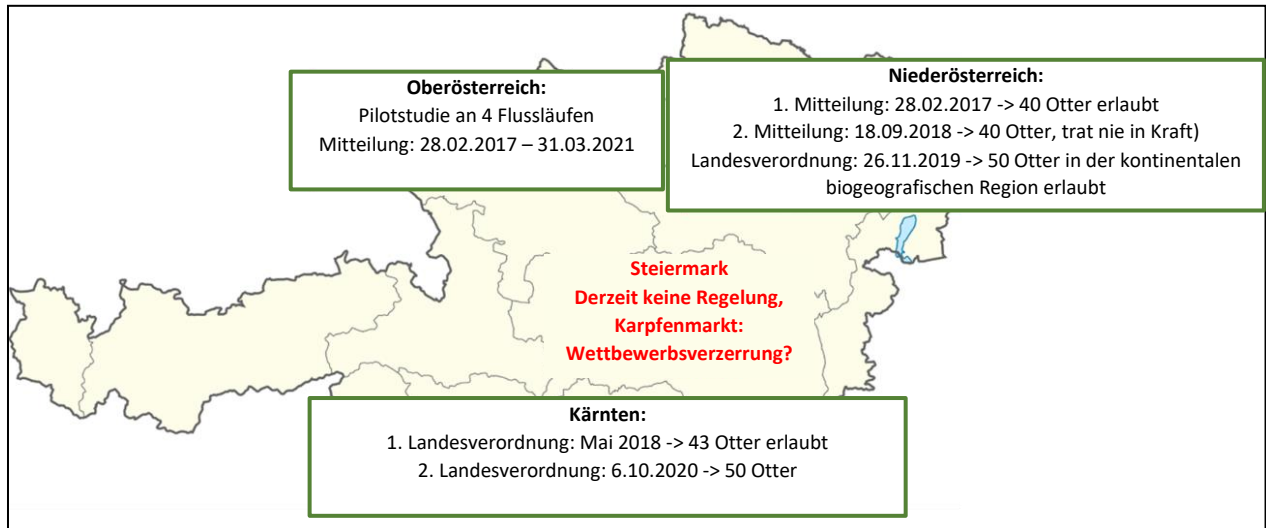 Oberösterreich:
Pilotstudie an 4 Flussläufen
Mitteilung: 28.02.2017 – 31.03.2021
Niederösterreich:
1. Mitteilung: 28.02.2017 -> 40 Otter erlaubt
2. Mitteilung: 18.09.2018 -> 40 Otter, trat nie in Kraft)
Landesverordnung: 26.11.2019 -> 50 Otter in der kontinentalen
biogeografischen Region erlaubt
Steiermark
Derzeit keine Regelung,
Karpfenmarkt:
Wettbewerbsverzerrung?
Kärnten:
1. Landesverordnung: Mai 2018 -> 43 Otter erlaubt
2. Landesverordnung: 6.10.2020 -> 50 Otter